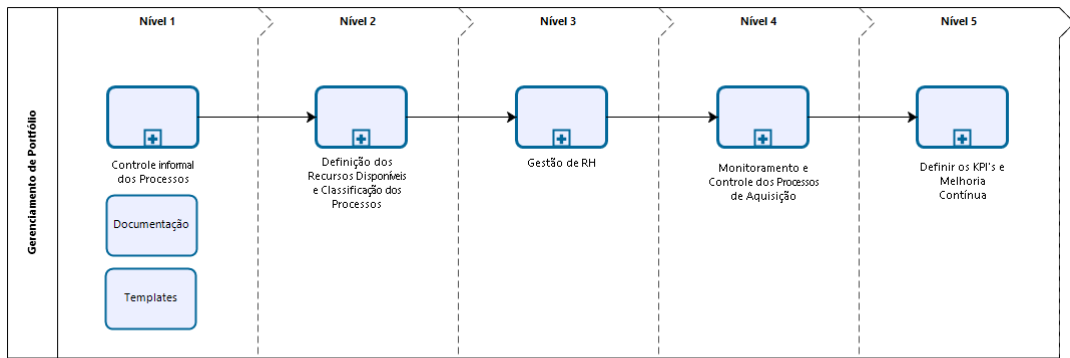 Nível 1
Nível 2
Nível 3
Nível 4
Nível 5
Gerenciamento de Portfólio
Controle informal
dos Processos
Definição dos
Recursos Disponíveis
e Classificação dos
Processos
Gestão de RH
Monitoramento e
Controle dos Processos
de Aquisição
Definir os KPI's e
Melhoria
Contínua
Documentação
Templates